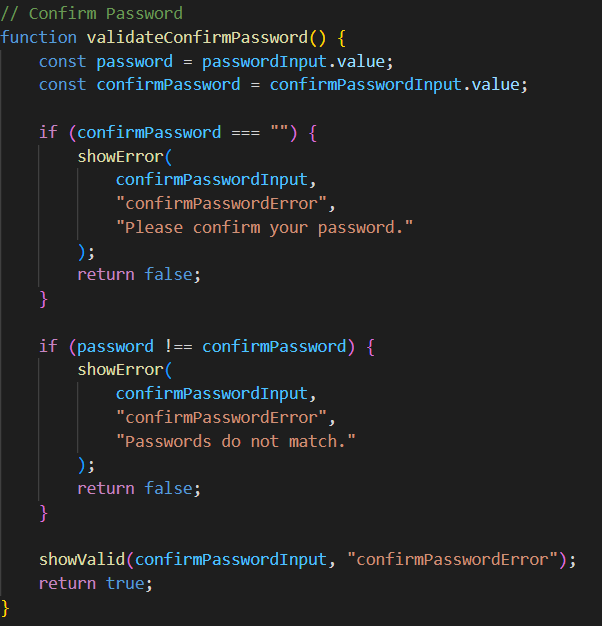 // Confirm Password
function validateConfirmPassword() {
    const password = passwordInput.value;
    const confirmPassword = confirmPasswordInput.value;

    if (confirmPassword === "") {
        showError(
            confirmPasswordInput,
            "confirmPasswordError",
            "Please confirm your password."
        );
        return false;
    }

    if (password !== confirmPassword) {
        showError(
            confirmPasswordInput,
            "confirmPasswordError",
            "Passwords do not match."
        );
        return false;
    }

    showValid(confirmPasswordInput, "confirmPasswordError");
    return true;
}